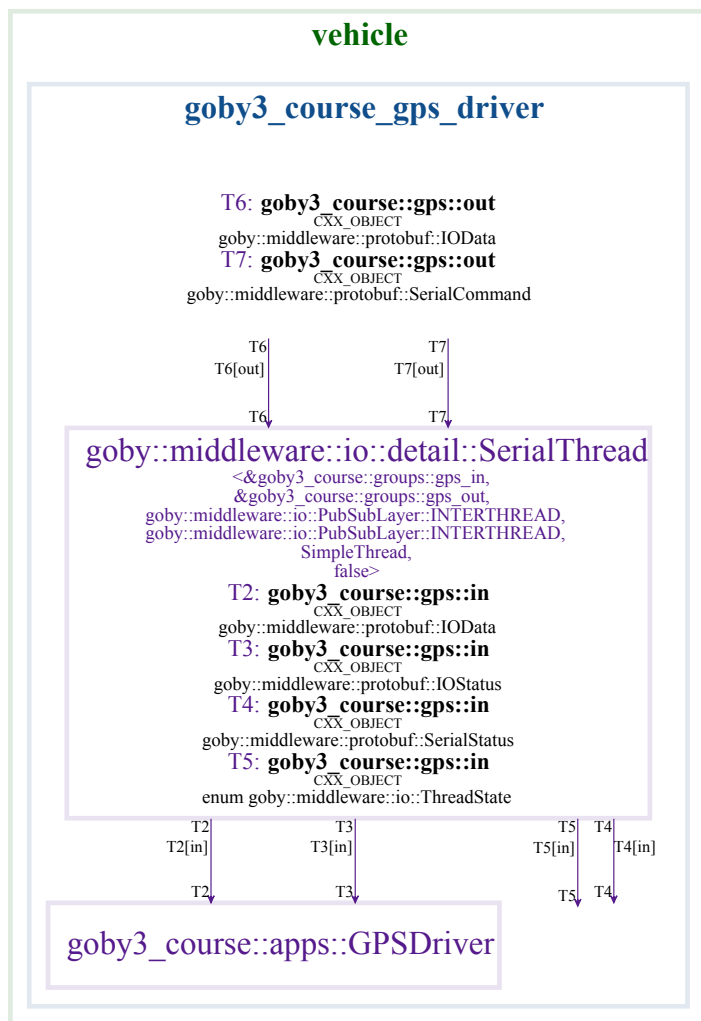 vehicle
goby3_course_gps_driver
T6: goby3_course::gps::out
CXX_OBJECT
goby::middleware::protobuf::IOData
T7: goby3_course::gps::out
CXX_OBJECT
goby::middleware::protobuf::SerialCommand
T6 T7
T6[out] T7[out]
T6 T7
goby::middleware::io::detail::SerialThread
<&goby3_course::groups::gps_in,
&goby3_course::groups::gps_out,
goby::middleware::io::PubSubLayer::INTERTHREAD,
goby::middleware::io::PubSubLayer::INTERTHREAD,
SimpleThread,
false>
T2: goby3_course::gps::in
CXX_OBJECT
goby::middleware::protobuf::IOData
T3: goby3_course::gps::in
CXX_OBJECT
goby::middleware::protobuf::IOStatus
T4: goby3_course::gps::in
CXX_OBJECT
goby::middleware::protobuf::SerialStatus
T5: goby3_course::gps::in
CXX_OBJECT
enum goby::middleware::io::ThreadState
T2 T3 T5 T4
T2[in] T3[in] T5[in] T4[in]
T2 T3 T5 T4
goby3_course::apps::GPSDriver